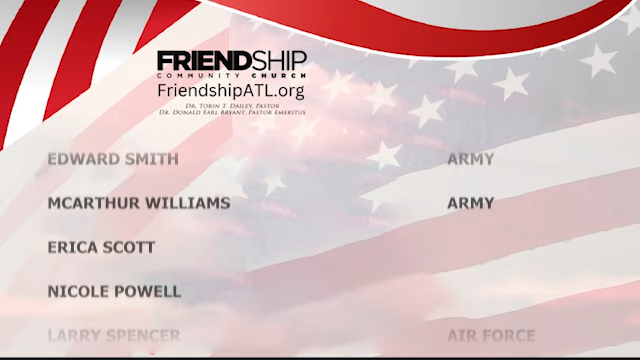 FRIENDSHIP
COMMUNITY CHURCH
FriendshipATL.org
Dr. Torin T. Dailey, Pastor
Dr. Donald Earl Bryant, Pastor Emeritus
EDWARD SMITH ARMY
MCARTHUR WILLIAMS ARMY
ERICA SCOTT
NICOLE POWELL
LARRY SPENCER AIR FORCE